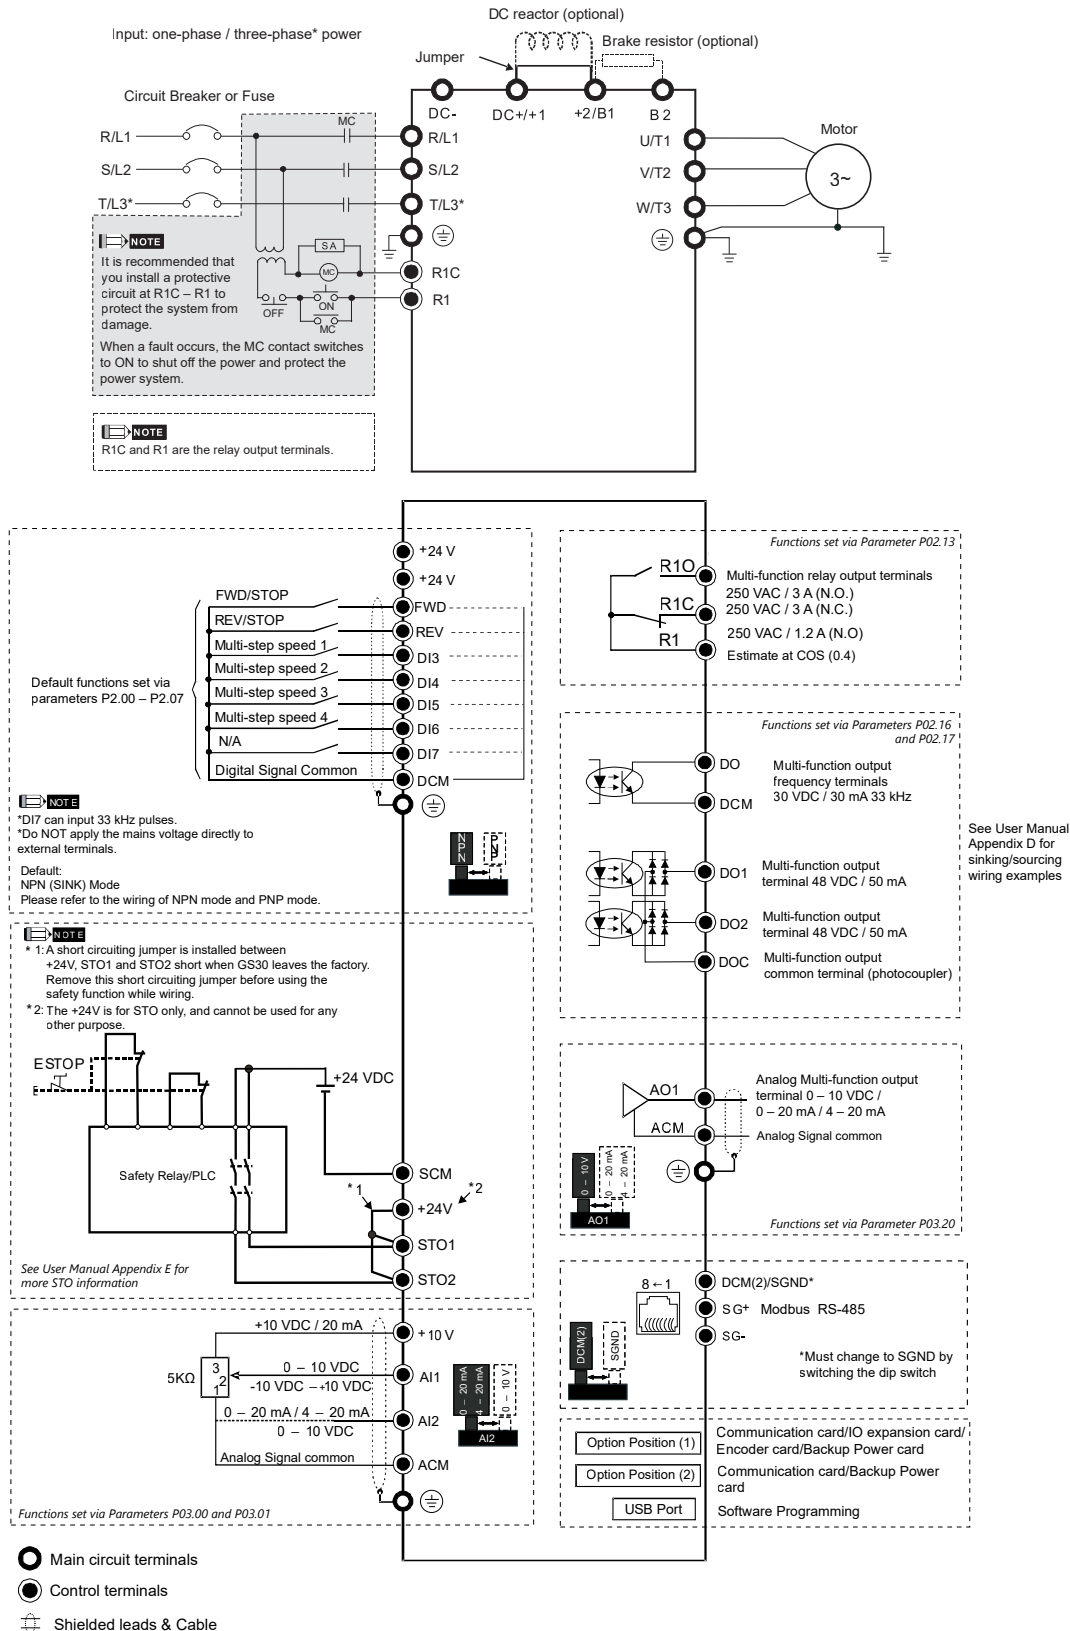 DC reactor (optional)
Input: one-phase / three-phase* power
Brake resistor (optional)
Jumper
Circuit Breaker or Fuse
DC-
DC+/+1
+2/B1
B2
MC
Motor
R/L1
R/L1
U/T1
S/L2
S/L2
V/T2
3~
T/L3*
T/L3*
W/T3
NOTE
It is recommended that
you install a protective
circuit at R1C – R1 to
protect the system from
damage.
When a fault occurs, the MC contact switches
to ON to shut off the power and protect the
power system.
SA
MC
R1C
OFF
ON
R1
MC
NOTE
R1C and R1 are the relay output terminals.
+24 V
+24 V
FWD/STOP
FWD
REV/STOP
REV
Multi-step speed 1
DI3
Multi-step speed 2
DI4
Default functions set via
parameters P2.00 – P2.07
Multi-step speed 3
DI5
Multi-step speed 4
DI6
N/A
DI7
Digital Signal Common
DCM
NOTE
*DI7 can input 33 kHz pulses.
*Do NOT apply the mains voltage directly to
external terminals.
Default:
NPN (SINK) Mode
Please refer to the wiring of NPN mode and PNP mode.
NPN
PNP
Functions set via Parameter P02.13
R1O
Multi-function relay output terminals
250 VAC / 3 A (N.O.)
R1C
250 VAC / 3 A (N.C.)
R1
250 VAC / 1.2 A (N.O)
Estimate at COS (0.4)
Functions set via Parameters P02.16
and P02.17
DO
Multi-function output
frequency terminals
30 VDC / 30 mA 33 kHz
DCM
See User Manual
Appendix D for
sinking/sourcing
wiring examples
DO1
Multi-function output
terminal 48 VDC / 50 mA
DO2
Multi-function output
terminal 48 VDC / 50 mA
DOC
Multi-function output
common terminal (photocoupler)
NOTE
* 1: A short circuiting jumper is installed between
+24V, STO1 and STO2 short when GS30 leaves the factory.
Remove this short circuiting jumper before using the
safety function while wiring.
* 2: The +24V is for STO only, and cannot be used for any
other purpose.
ESTOP
+24 VDC
Safety Relay/PLC
SCM
*1
*2
+24V
STO1
STO2
See User Manual Appendix E for
more STO information
AO1
Analog Multi-function output
terminal 0 – 10 VDC /
0 – 20 mA / 4 – 20 mA
ACM
Analog Signal common
0 – 10 V
0 – 20 mA
4 – 20 mA
AO1
Functions set via Parameter P03.20
8←1
DCM(2)/SGND*
SG+
Modbus RS-485
SG-
DCM(2)
SGND
*Must change to SGND by
switching the dip switch
+10 VDC / 20 mA
+10 V
5KΩ
3
2
1
0 – 10 VDC
-10 VDC – +10 VDC
AI1
0 – 20 mA / 4 – 20 mA
0 – 10 VDC
AI2
Analog Signal common
ACM
0 – 20 mA
4 – 20 mA
0 – 10 V
AI2
Functions set via Parameters P03.00 and P03.01
Option Position (1)
Communication card/IO expansion card/
Encoder card/Backup Power card
Option Position (2)
Communication card/Backup Power
card
USB Port
Software Programming
Main circuit terminals
Control terminals
Shielded leads & Cable